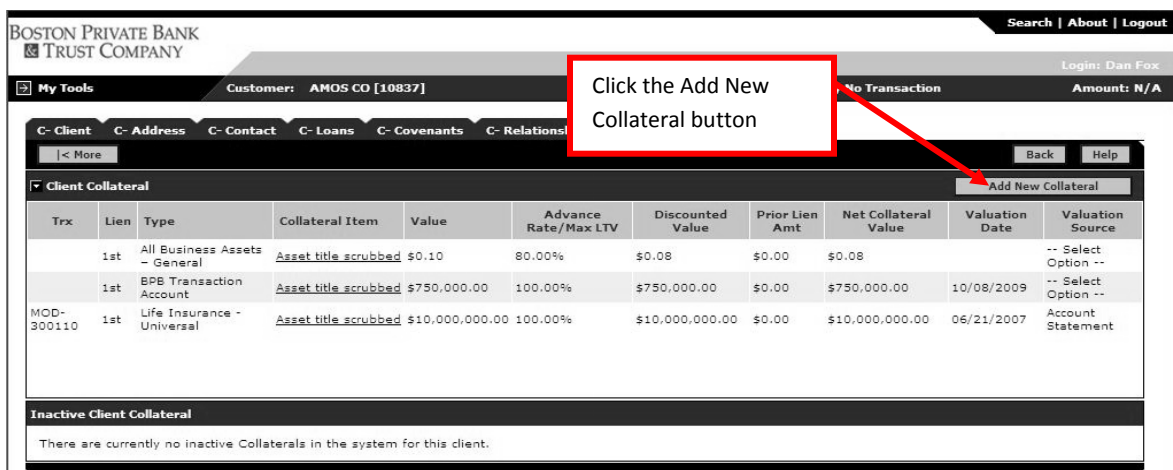 BOSTON PRIVATE BANK
& TRUST COMPANY
Search | About | Logout
Login: Dan Fox
My Tools
Customer: AMOS CO [10837]
No Transaction
Amount: N/A
Click the Add New
Collateral button
C- Client C- Address C- Contact C- Loans C- Covenants C- Relations
|< More
Back Help
Client Collateral
Add New Collateral
Trx Lien Type Collateral Item Value Advance Rate/Max LTV Discounted Value Prior Lien Amt Net Collateral Value Valuation Date Valuation Source
1st All Business Assets – General Asset title scrubbed $0.10 80.00% $0.08 $0.00 $0.08 -- Select Option --
1st BPB Transaction Account Asset title scrubbed $750,000.00 100.00% $750,000.00 $0.00 $750,000.00 10/08/2009 -- Select Option --
MOD-300110 1st Life Insurance - Universal Asset title scrubbed $10,000,000.00 100.00% $10,000,000.00 $0.00 $10,000,000.00 06/21/2007 Account Statement
Inactive Client Collateral
There are currently no inactive Collaterals in the system for this client.